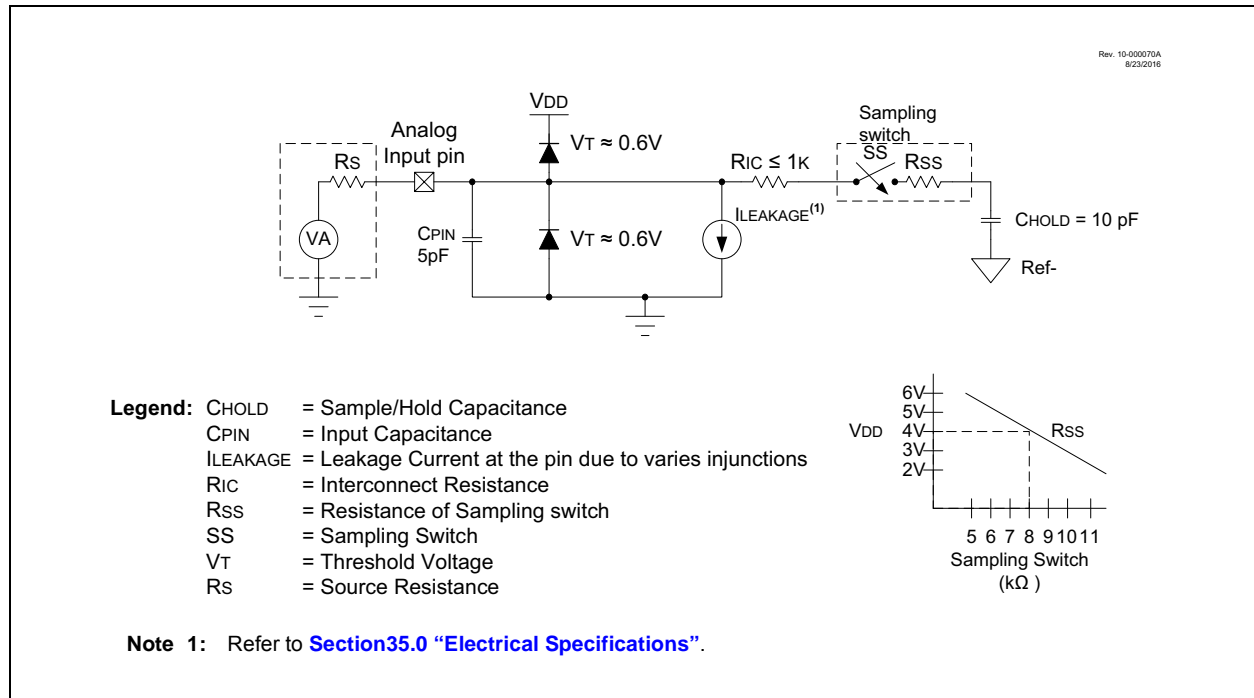 Rev. 10-000070A
8/23/2016
VDD
Analog
Input pin
VT ≈ 0.6V
Sampling
switch
RS
RIC ≤ 1K
SS
RSS
VA
CPIN
5pF
VT ≈ 0.6V
ILEAKAGE(1)
CHOLD = 10 pF
Ref-
Legend: CHOLD = Sample/Hold Capacitance
CPIN = Input Capacitance
ILEAKAGE = Leakage Current at the pin due to varies injunctions
RIC = Interconnect Resistance
RSS = Resistance of Sampling switch
SS = Sampling Switch
VT = Threshold Voltage
RS = Source Resistance
6V
5V
VDD 4V RSS
3V
2V
5 6 7 8 9 10 11
Sampling Switch
(kΩ )
Note 1: Refer to Section35.0 “Electrical Specifications”.